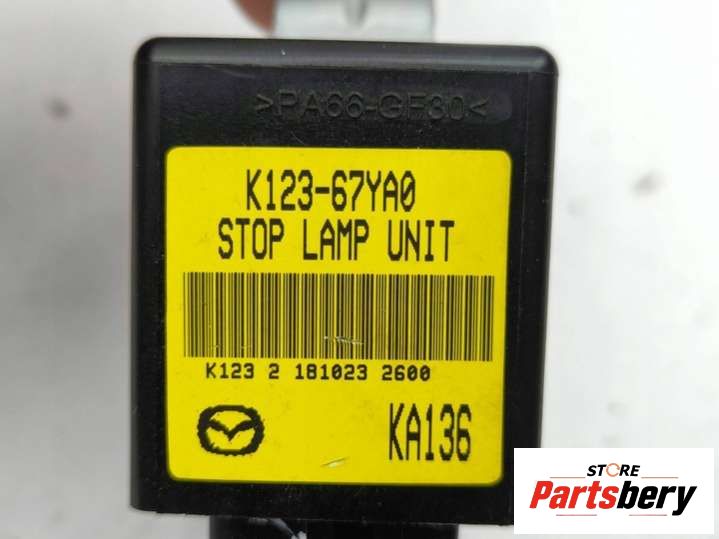 >PA66-GF30<
K123-67YA0
STOP LAMP UNIT
K123 2 181023 2600
KA136
STORE
Partsbery